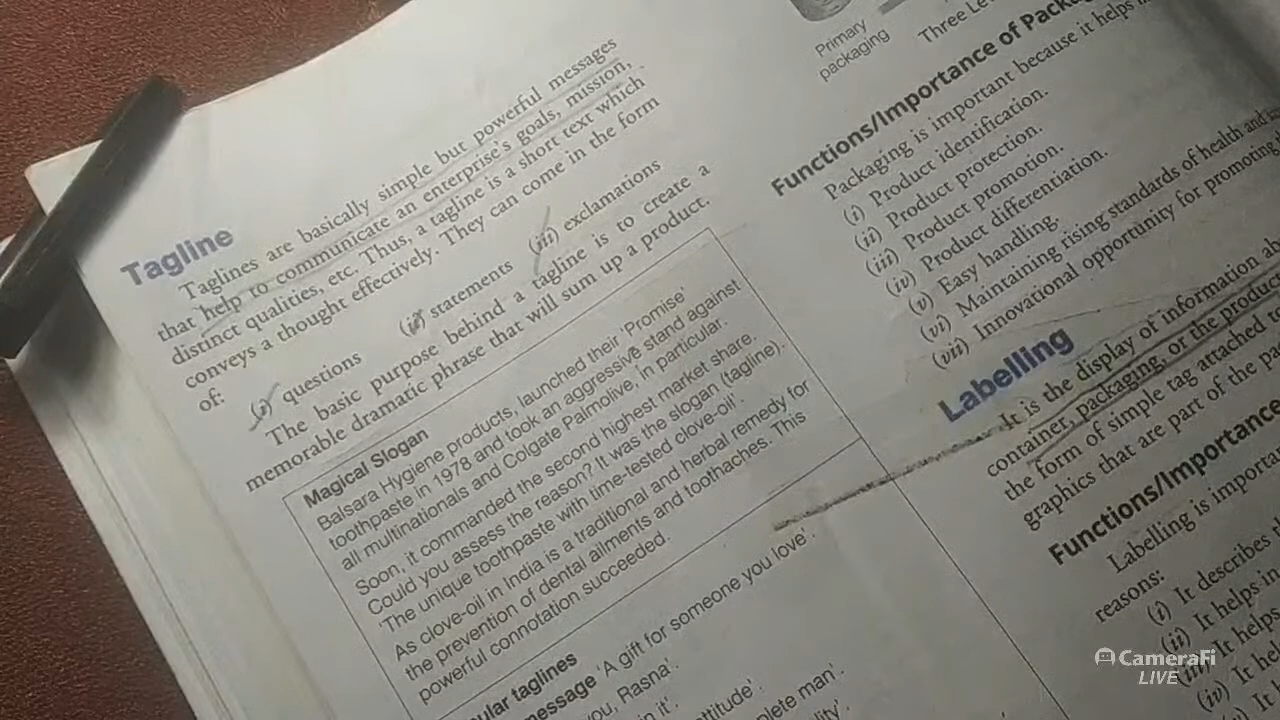 Tagline
Taglines are basically simple but powerful messages
that help to communicate an enterprise's goals, mission,
distinct qualities, etc. Thus, a tagline is a short text which
conveys a thought effectively. They can come in the form
of:
(i) questions (ii) statements (iii) exclamations
The basic purpose behind a tagline is to create a
memorable dramatic phrase that will sum up a product.
Magical Slogan
Balsara Hygiene products, launched their 'Promise'
toothpaste in 1978 and took an aggressive stand against
all multinationals and Colgate Palmolive, in particular.
Soon, it commanded the second highest market share.
Could you assess the reason? It was the slogan (tagline).
'The unique toothpaste with time-tested clove-oil'.
As clove-oil in India is a traditional and herbal remedy for
the prevention of dental ailments and toothaches. This
powerful connotation succeeded.
taglines
message 'A gift for someone you love'.
you, Rasna'.
in it'.
man'.
Primary
packaging
Three
Functions/Importance of
Packaging is important because it helps
(i) Product identification.
(ii) Product protection.
(iii) Product promotion.
(iv) Product differentiation.
(v) Easy handling.
(vi) Maintaining rising standards of health and
(vii) Innovational opportunity for promoting
Labelling
It is the display of information
container, packaging, or the product
form of simple tag attached
graphics that are part of the
Functions/Importance
Labelling is
reasons:
(i) It describes
(ii) It helps in
(iii) It helps
(iv) It
CameraFi
LIVE